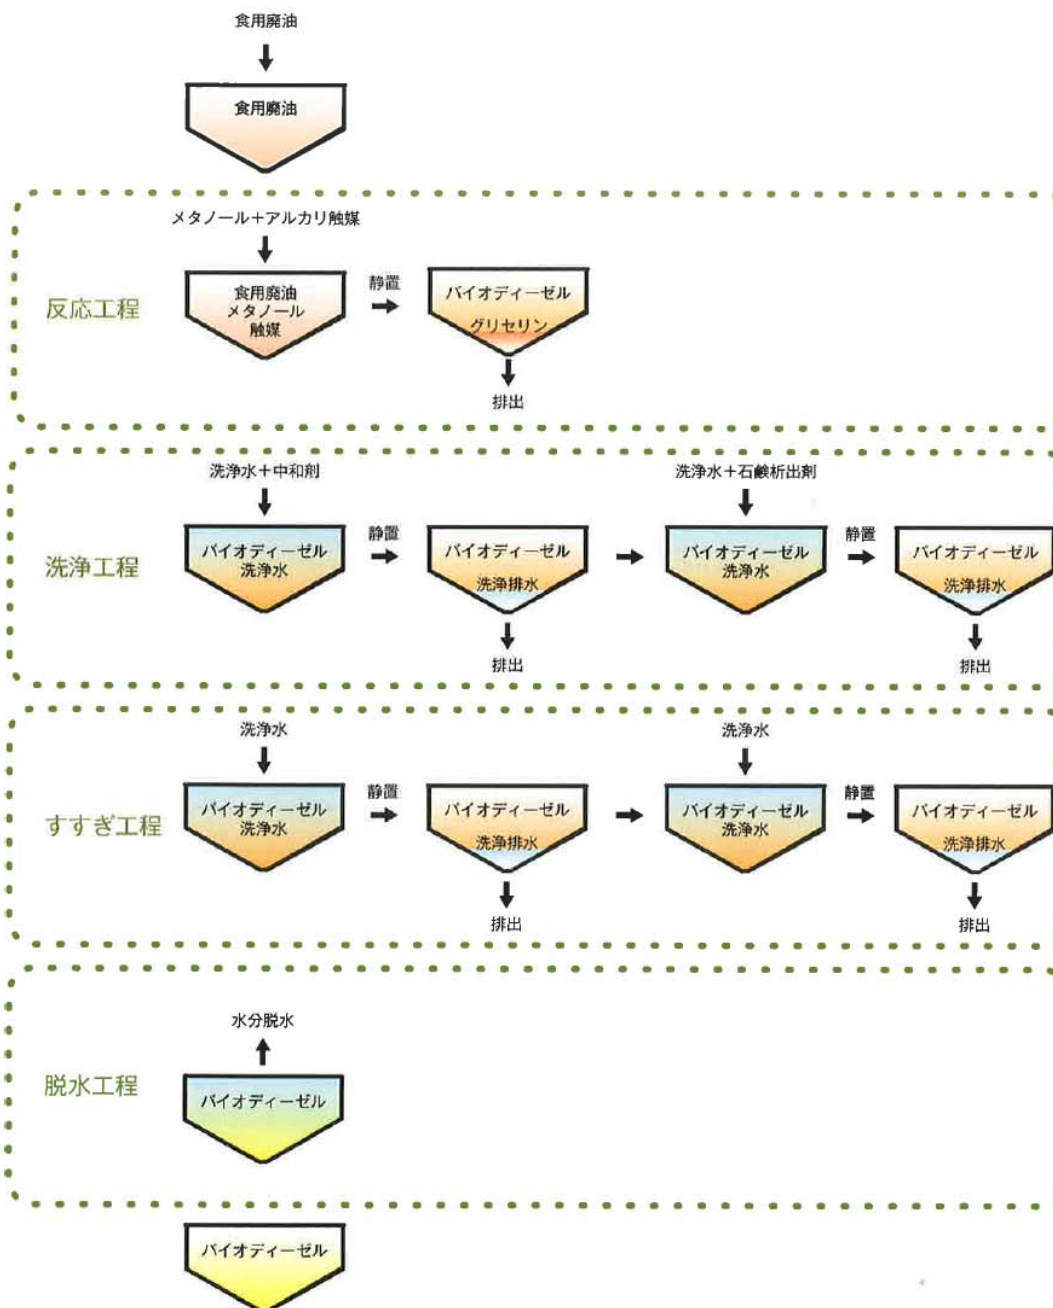 食用廃油
食用廃油
メタノール＋アルカリ触媒
反応工程
食用廃油
メタノール
触媒
静置
バイオディーゼル
グリセリン
排出
洗浄水＋中和剤
洗浄水＋石鹸析出剤
洗浄工程
バイオディーゼル
洗浄水
静置
バイオディーゼル
洗浄排水
排出
バイオディーゼル
洗浄水
静置
バイオディーゼル
洗浄排水
排出
洗浄水
洗浄水
すすぎ工程
バイオディーゼル
洗浄水
静置
バイオディーゼル
洗浄排水
排出
バイオディーゼル
洗浄水
静置
バイオディーゼル
洗浄排水
排出
水分脱水
脱水工程
バイオディーゼル
バイオディーゼル